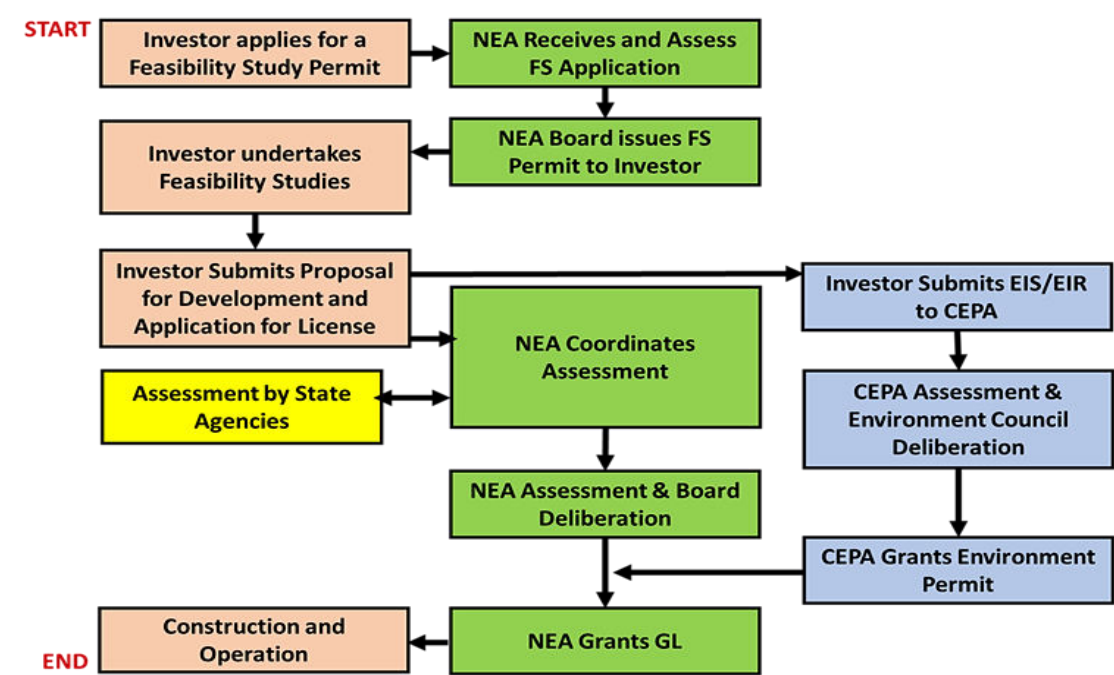 START
Investor applies for a
Feasibility Study Permit
NEA Receives and Assess
FS Application
NEA Board issues FS
Permit to Investor
Investor undertakes
Feasibility Studies
Investor Submits Proposal
for Development and
Application for License
Investor Submits EIS/EIR
to CEPA
NEA Coordinates
Assessment
Assessment by State
Agencies
CEPA Assessment &
Environment Council
Deliberation
NEA Assessment & Board
Deliberation
CEPA Grants Environment
Permit
NEA Grants GL
Construction and
Operation
END